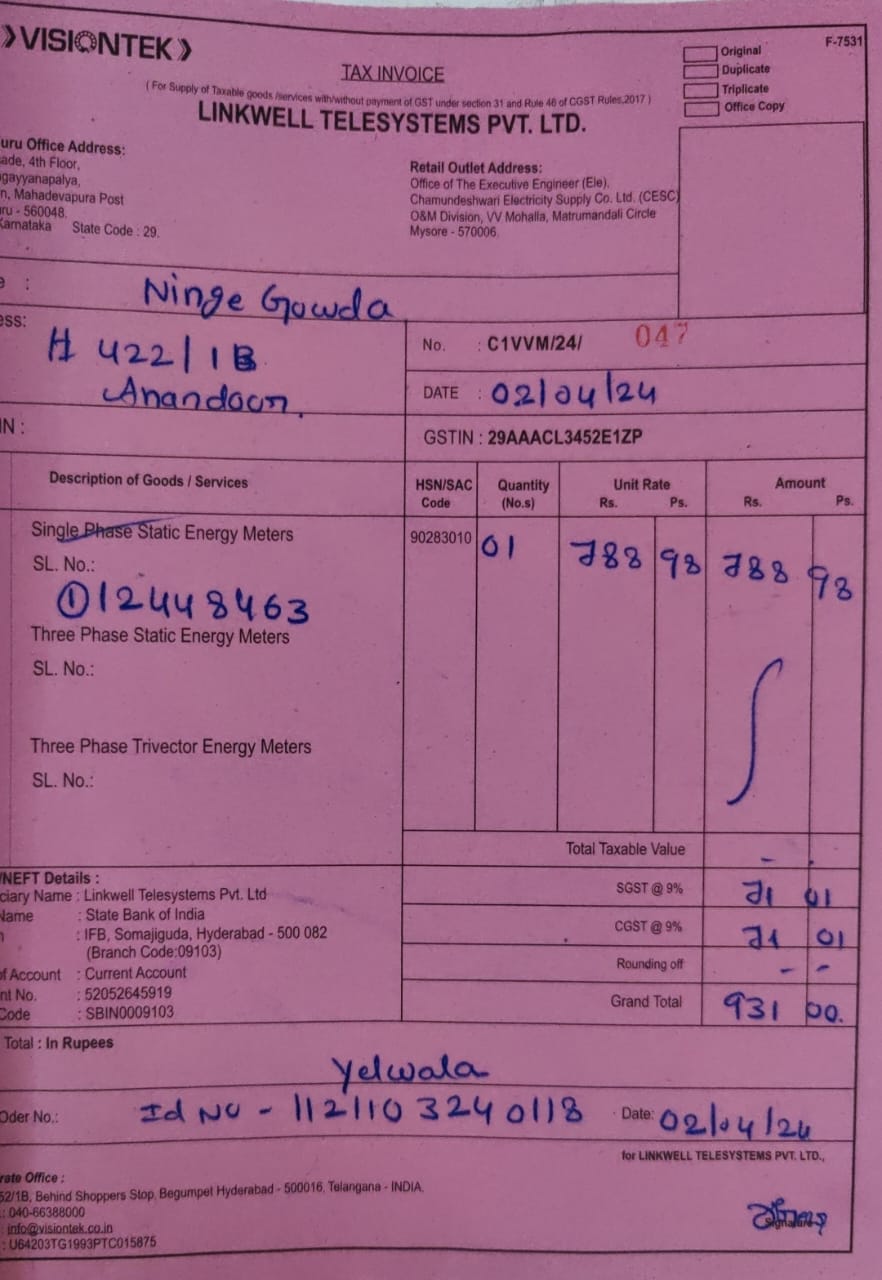 ❯VISIONTEK❯
F-7531
Original
Duplicate
Triplicate
Office Copy
TAX INVOICE
( For Supply of Taxable goods /services with/without payment of GST under section 31 and Rule 46 of CGST Rules,2017 )
LINKWELL TELESYSTEMS PVT. LTD.
uru Office Address:
ade, 4th Floor,
gayyanapalya,
n, Mahadevapura Post
ru - 560048.
Karnataka State Code : 29.
Retail Outlet Address:
Office of The Executive Engineer (Ele),
Chamundeshwari Electricity Supply Co. Ltd. (CESC)
O&M Division, VV Mohalla, Matrumandali Circle
Mysore - 570006.
e : Ninge Gowda
ess: H 422/1B
Anandoor.
No. : C1VVM/24/ 047
DATE : 02/04/24
IN :
GSTIN : 29AAACL3452E1ZP
Description of Goods / Services HSN/SAC Code Quantity (No.s) Unit Rate Rs. Ps. Amount Rs. Ps.
Single Phase Static Energy Meters 90283010 01 788 98 788 98
SL. No.:
① 12448463
Three Phase Static Energy Meters
SL. No.:
Three Phase Trivector Energy Meters
SL. No.:
Total Taxable Value -
SGST @ 9% 71 01
CGST @ 9% 71 01
Rounding off - -
Grand Total 931 00.
/NEFT Details :
ciary Name : Linkwell Telesystems Pvt. Ltd
Name : State Bank of India
: IFB, Somajiguda, Hyderabad - 500 082
(Branch Code:09103)
of Account : Current Account
nt No. : 52052645919
Code : SBIN0009103
Total : In Rupees
Yelwala
Oder No.: Id No - 112110 3240118 Date: 02/04/24
for LINKWELL TELESYSTEMS PVT. LTD.,
rate Office :
52/1B, Behind Shoppers Stop, Begumpet Hyderabad - 500016, Telangana - INDIA.
: 040-66388000
: info@visiontek.co.in
: U64203TG1993PTC015875
Signature